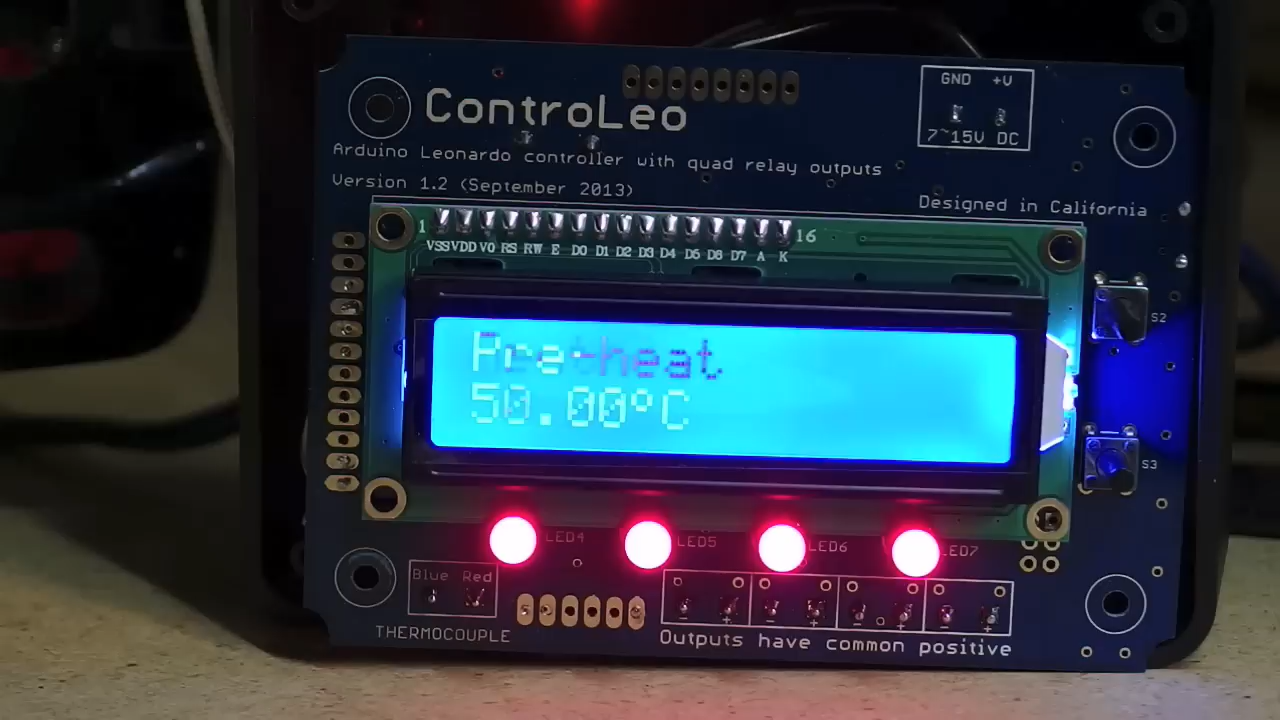 ControLeo
GND +V
7~15V DC
Arduino Leonardo controller with quad relay outputs
Version 1.2 (September 2013)
Designed in California
1 16
VSS VDD V0 RS RW E D0 D1 D2 D3 D4 D5 D6 D7 A K
S2
Pre-heat
50.00°C
S3
LED4 LED5 LED6 LED7
Blue Red
- + - + - + - +
THERMOCOUPLE
Outputs have common positive